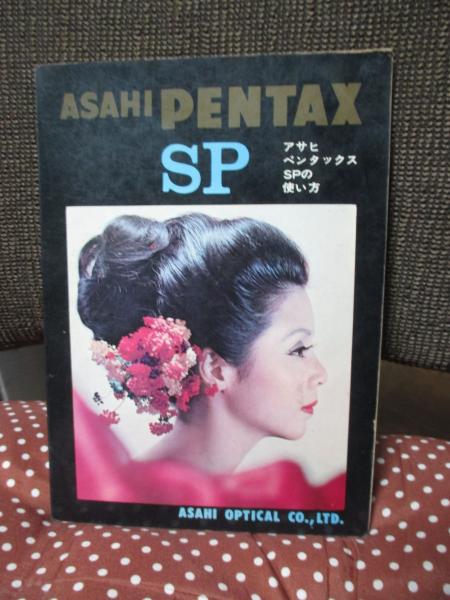 ASAHI PENTAX
SP
アサヒ
ペンタックス
SPの
使い方
ASAHI OPTICAL CO., LTD.